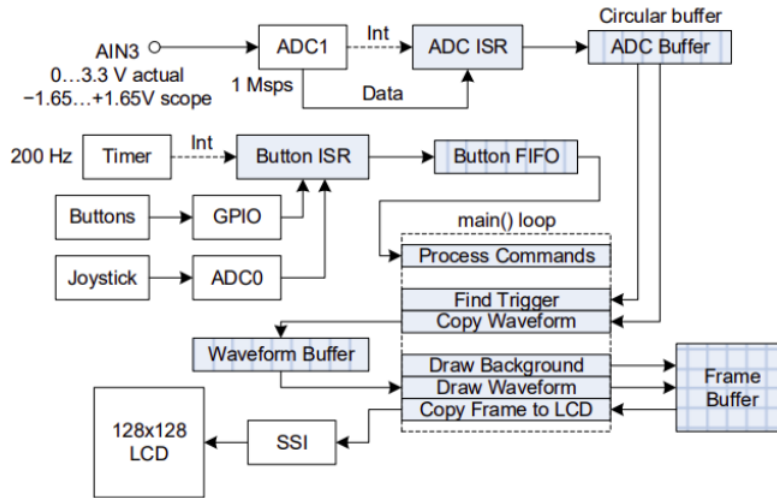 Circular buffer
AIN3
ADC1
Int
ADC ISR
ADC Buffer
0...3.3 V actual
−1.65...+1.65V scope
1 Msps
Data
200 Hz
Timer
Int
Button ISR
Button FIFO
Buttons
GPIO
main() loop
Process Commands
Joystick
ADC0
Find Trigger
Copy Waveform
Waveform Buffer
Draw Background
Draw Waveform
Copy Frame to LCD
Frame
Buffer
128x128
LCD
SSI